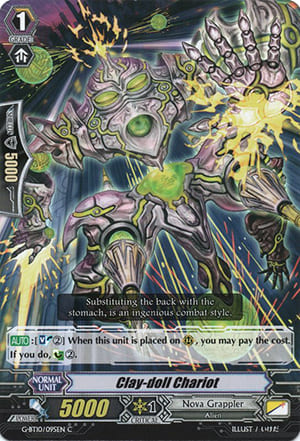 1
GRADE
5000
Substituting the back with the
stomach, is an ingenious combat style.
AUTO : [ (2)] When this unit is placed on , you may pay the cost.
If you do, (2).
NORMAL
UNIT
Clay-doll Chariot
POWER
5000
1
CRITICAL
Nova Grappler
Alien
G-BT10/095EN C
ILLUST